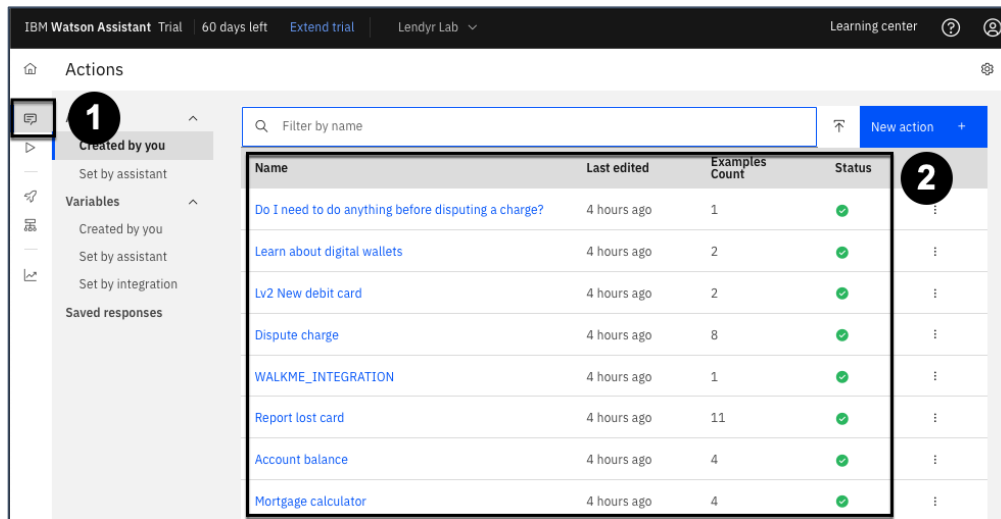 IBM Watson Assistant Trial 60 days left Extend trial Lendyr Lab Learning center
Actions
1
Created by you
Set by assistant
Variables
Created by you
Set by assistant
Set by integration
Saved responses
Filter by name
New action +
Name Last edited Examples Count Status
2
Do I need to do anything before disputing a charge? 4 hours ago 1
Learn about digital wallets 4 hours ago 2
Lv2 New debit card 4 hours ago 2
Dispute charge 4 hours ago 8
WALKME_INTEGRATION 4 hours ago 1
Report lost card 4 hours ago 11
Account balance 4 hours ago 4
Mortgage calculator 4 hours ago 4